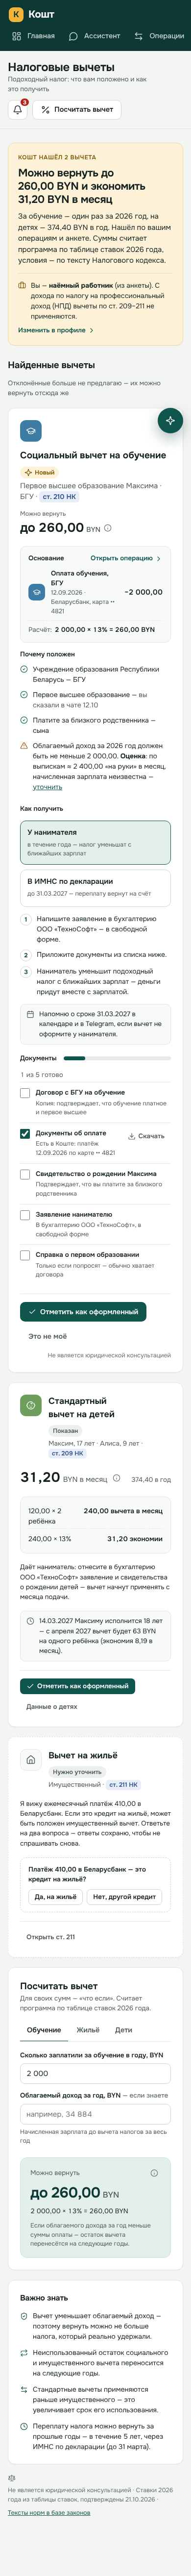 К Кошт
Главная Ассистент Операции
Налоговые вычеты
Подоходный налог: что вам положено и как
это получить
3 Посчитать вычет
КОШТ НАШЁЛ 2 ВЫЧЕТА
Можно вернуть до
260,00 BYN и экономить
31,20 BYN в месяц
За обучение — один раз за 2026 год, на
детях — 374,40 BYN в год. Нашёл по вашим
операциям и анкете. Суммы считает
программа по таблице ставок 2026 года,
условия — по тексту Налогового кодекса.
Вы — наёмный работник (из анкеты). С
дохода по налогу на профессиональный
доход (НПД) вычеты по ст. 209–211 не
применяются.
Изменить в профиле
Найденные вычеты
Отклонённые больше не предлагаю — их можно
вернуть отсюда же
Социальный вычет на обучение
Новый
Первое высшее образование Максима ·
БГУ · ст. 210 НК
Можно вернуть
до 260,00 BYN
Основание Открыть операцию
Оплата обучения,
БГУ
12.09.2026 ·
Беларусбанк, карта ··
4821
−2 000,00
Расчёт: 2 000,00 × 13% = 260,00 BYN
Почему положен
Учреждение образования Республики
Беларусь — БГУ
Первое высшее образование — вы
сказали в чате 12.10
Платите за близкого родственника —
сына
Облагаемый доход за 2026 год должен
быть не меньше 2 000,00. Оценка: по
выпискам ≈ 2 400,00 «на руки» в месяц,
начисленная зарплата неизвестна —
уточнить
Как получить
У нанимателя
в течение года — налог уменьшат с
ближайших зарплат
В ИМНС по декларации
до 31.03.2027 — переплату вернут на счёт
1 Напишите заявление в бухгалтерию
ООО «ТехноСофт» — в свободной
форме.
2 Приложите документы из списка ниже.
3 Наниматель уменьшит подоходный
налог с ближайших зарплат — деньги
придут вместе с зарплатой.
Напомню о сроке 31.03.2027 в
календаре и в Telegram, если вычет не
оформите у нанимателя.
Документы
1 из 5 готово
Договор с БГУ на обучение
Копия: подтверждает, что обучение платное
и первое высшее
Документы об оплате
Есть в Коште: платёж
12.09.2026 по карте ·· 4821
Скачать
Свидетельство о рождении Максима
Подтверждает, что вы платите за близкого
родственника
Заявление нанимателю
В бухгалтерию ООО «ТехноСофт», в
свободной форме
Справка о первом образовании
Только если попросят — обычно хватает
договора
Отметить как оформленный
Это не моё
Не является юридической консультацией
Стандартный
вычет на детей
Показан
Максим, 17 лет · Алиса, 9 лет ·
ст. 209 НК
31,20 BYN в месяц 374,40 в год
120,00 × 2
ребёнка
240,00 вычета в месяц
240,00 × 13% 31,20 экономии
Даёт наниматель: отнесите в бухгалтерию
ООО «ТехноСофт» заявление и свидетельства
о рождении детей — вычет начнут применять с
месяца подачи.
14.03.2027 Максиму исполнится 18 лет
— с апреля 2027 вычет будет 63 BYN
на одного ребёнка (экономия 8,19 в
месяц).
Отметить как оформленный
Данные о детях
Вычет на жильё
Нужно уточнить
Имущественный · ст. 211 НК
Я вижу ежемесячный платёж 410,00 в
Беларусбанк. Если это кредит на жильё, может
быть положен имущественный вычет. Ответьте
на два вопроса — ответы сохраню, чтобы не
спрашивать снова.
Платёж 410,00 в Беларусбанк — это
кредит на жильё?
Да, на жильё Нет, другой кредит
Открыть ст. 211
Посчитать вычет
Для своих сумм — «что если». Считает
программа по таблице ставок 2026 года.
Обучение Жильё Дети
Сколько заплатили за обучение в году, BYN
2 000
Облагаемый доход за год, BYN — если знаете
например, 34 884
Начисленная зарплата до вычета налогов за весь
год
Можно вернуть
до 260,00 BYN
2 000,00 × 13% = 260,00 BYN
Если облагаемого дохода за год меньше
суммы оплаты — остаток вычета
перенесётся на следующие годы.
Важно знать
Вычет уменьшает облагаемый доход —
поэтому вернуть можно не больше
налога, который реально удержали.
Неиспользованный остаток социального
и имущественного вычета переносится
на следующие годы.
Стандартные вычеты применяются
раньше имущественного — это
увеличивает срок его использования.
Переплату налога можно вернуть за
прошлые годы — в течение 5 лет, через
ИМНС по декларации (до 31 марта).
Не является юридической консультацией · Ставки 2026
года из таблицы ставок, подтверждены 21.10.2026 ·
Тексты норм в базе законов